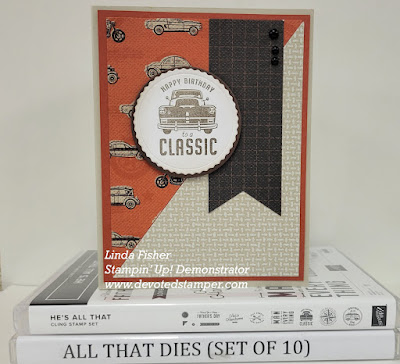 HAPPY BIRTHDAY
to a
CLASSIC
Linda Fisher
Stampin' Up! Demonstrator
www.devotedstamper.com
HE'S ALL THAT
CLING STAMP SET
ALL THAT DIES (SET OF 10)